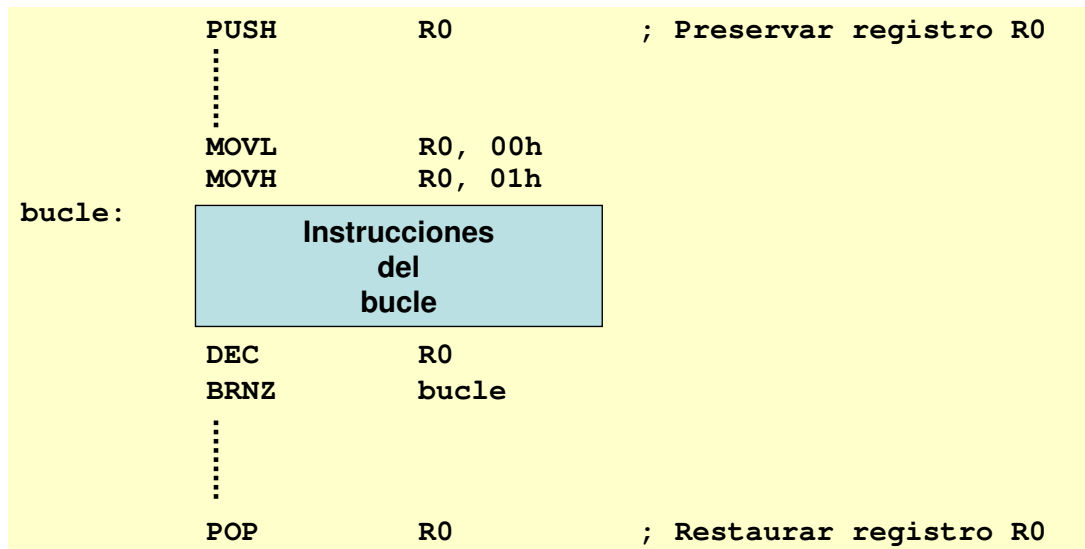 PUSH R0 ; Preservar registro R0
MOVL R0, 00h
MOVH R0, 01h
bucle:
Instrucciones
del
bucle
DEC R0
BRNZ bucle
POP R0 ; Restaurar registro R0